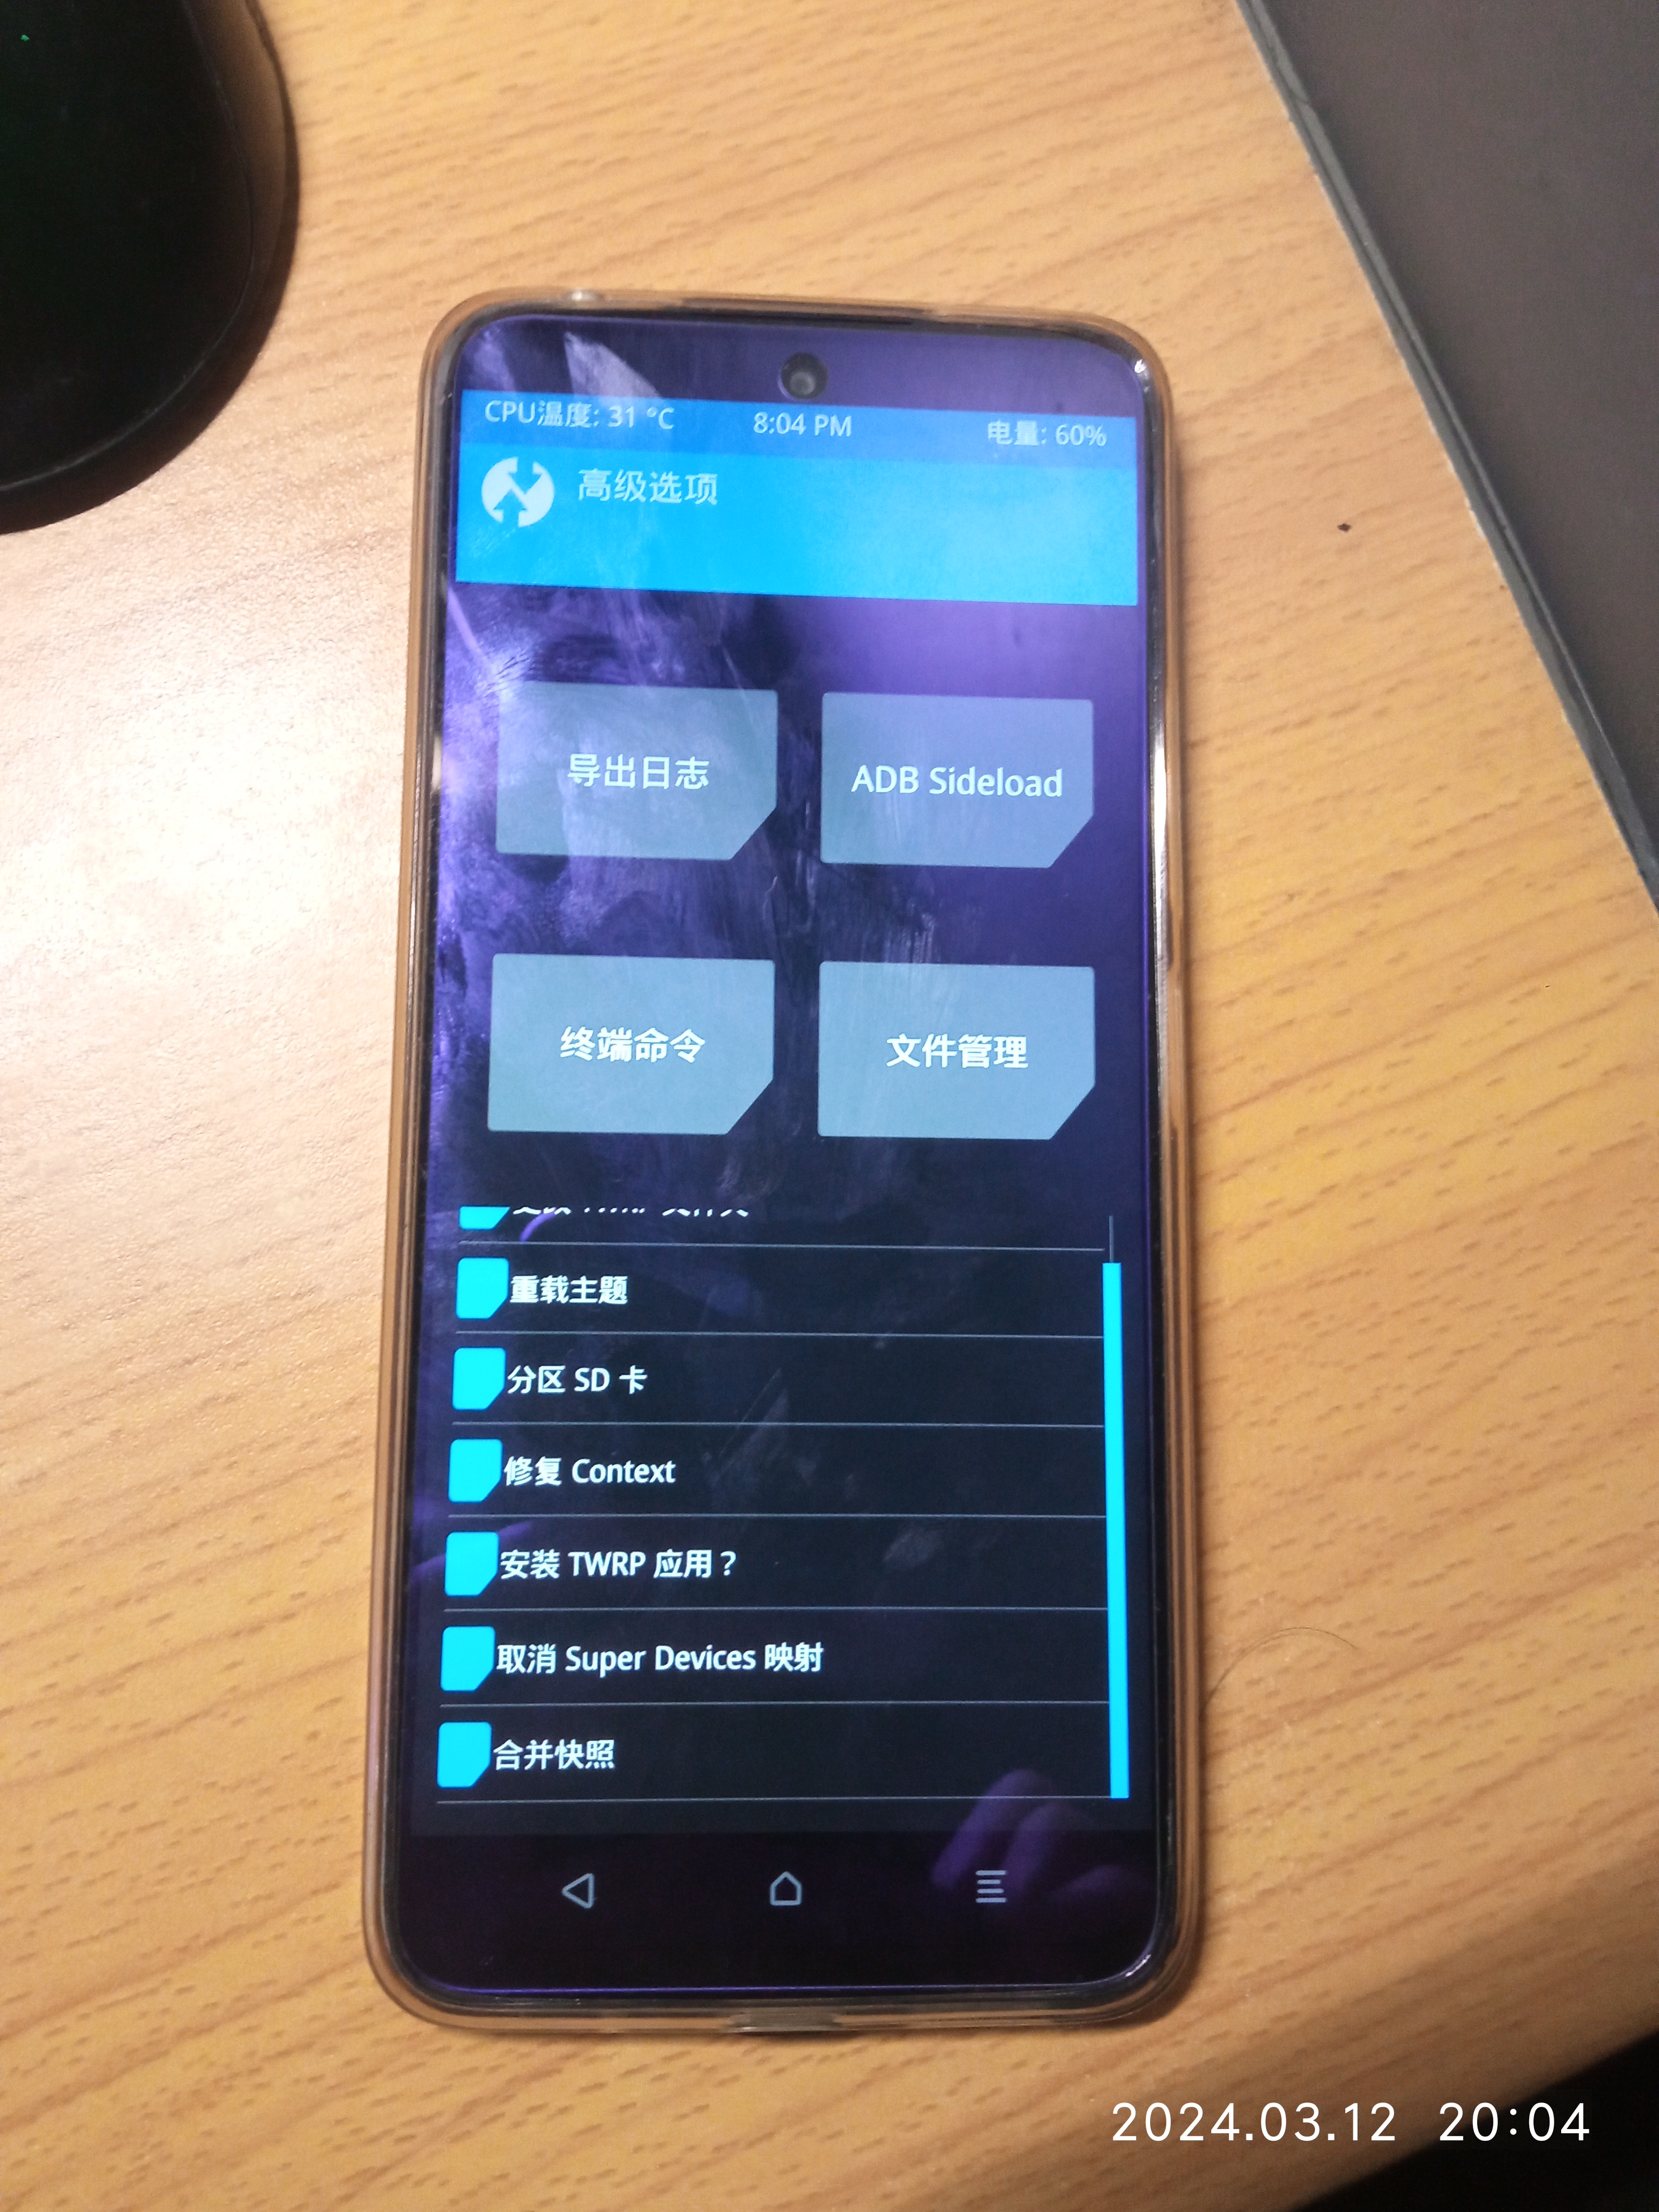 CPU温度: 31 °C 8:04 PM 电量: 60%
高级选项
导出日志 ADB Sideload
终端命令 文件管理
重载主题
分区 SD 卡
修复 Context
安装 TWRP 应用？
取消 Super Devices 映射
合并快照
2024.03.12 20:04